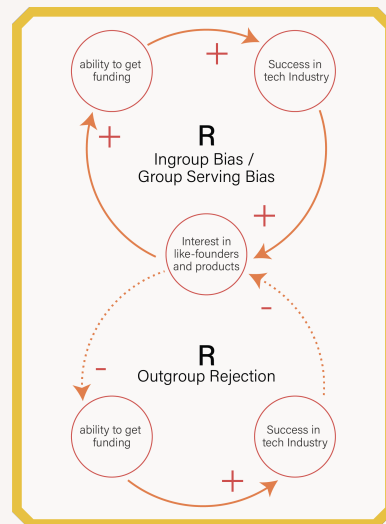 ability to get
funding
+
Success in
tech Industry
+
R
Ingroup Bias /
Group Serving Bias
+
Interest in
like-founders
and products
-
R
Outgroup Rejection
-
ability to get
funding
Success in
tech Industry
+